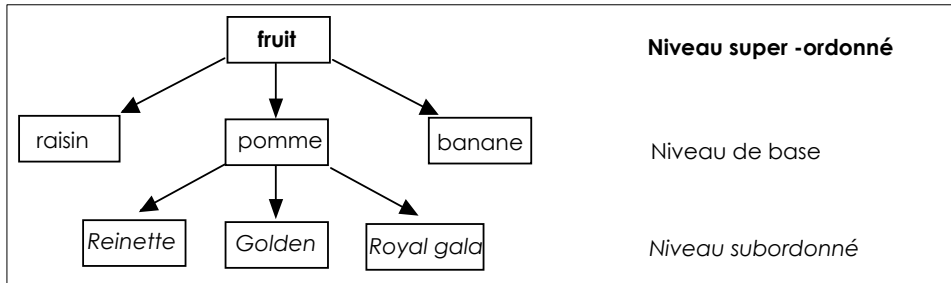 fruit Niveau super -ordonné
raisin pomme banane Niveau de base
Reinette Golden Royal gala Niveau subordonné